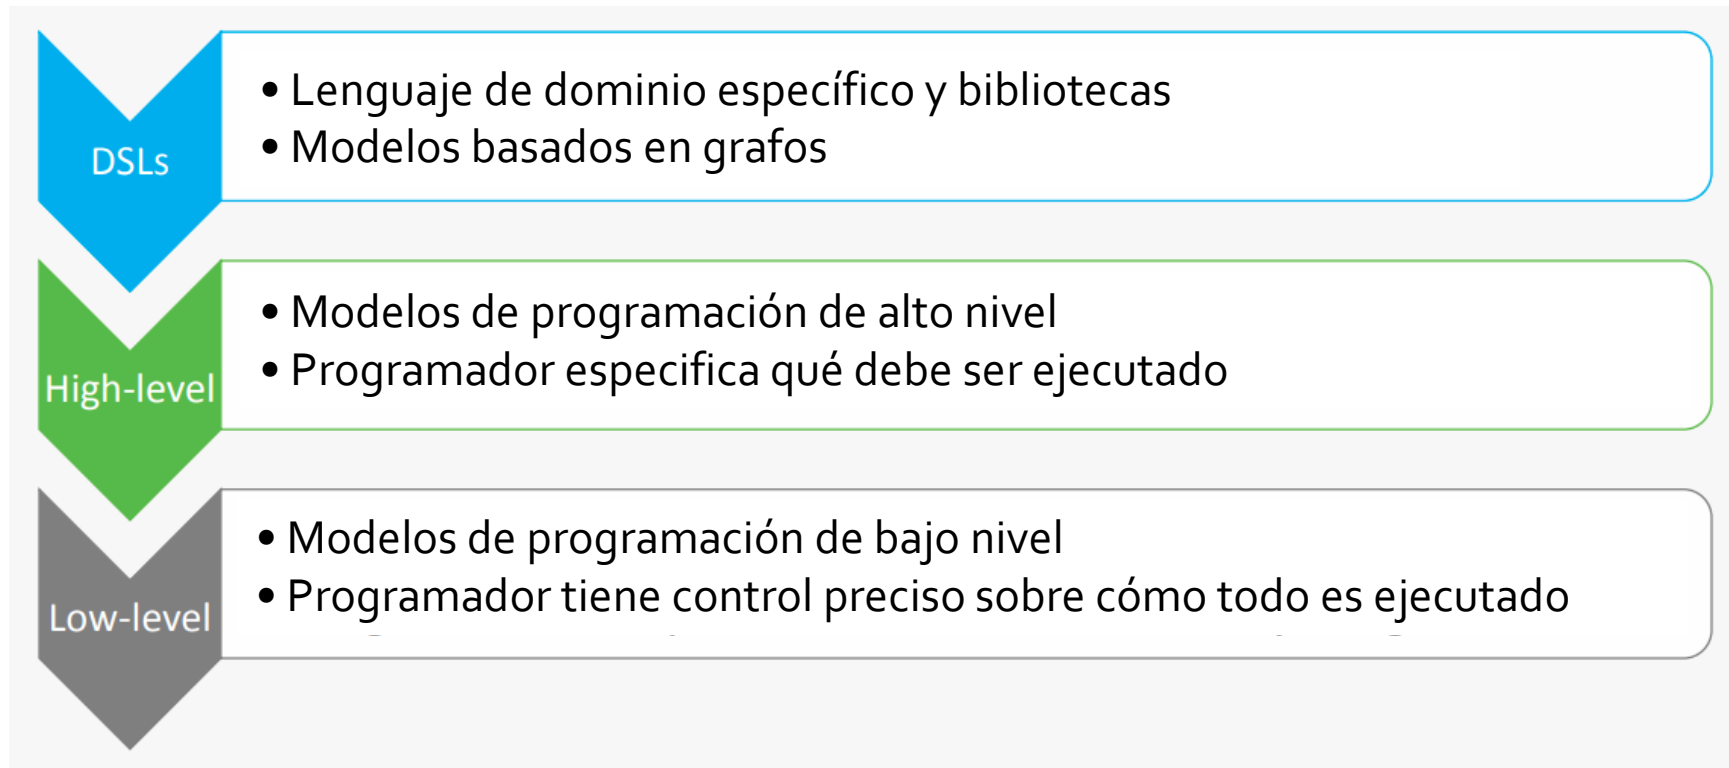 DSLs
• Lenguaje de dominio específico y bibliotecas
• Modelos basados en grafos
High-level
• Modelos de programación de alto nivel
• Programador especifica qué debe ser ejecutado
Low-level
• Modelos de programación de bajo nivel
• Programador tiene control preciso sobre cómo todo es ejecutado